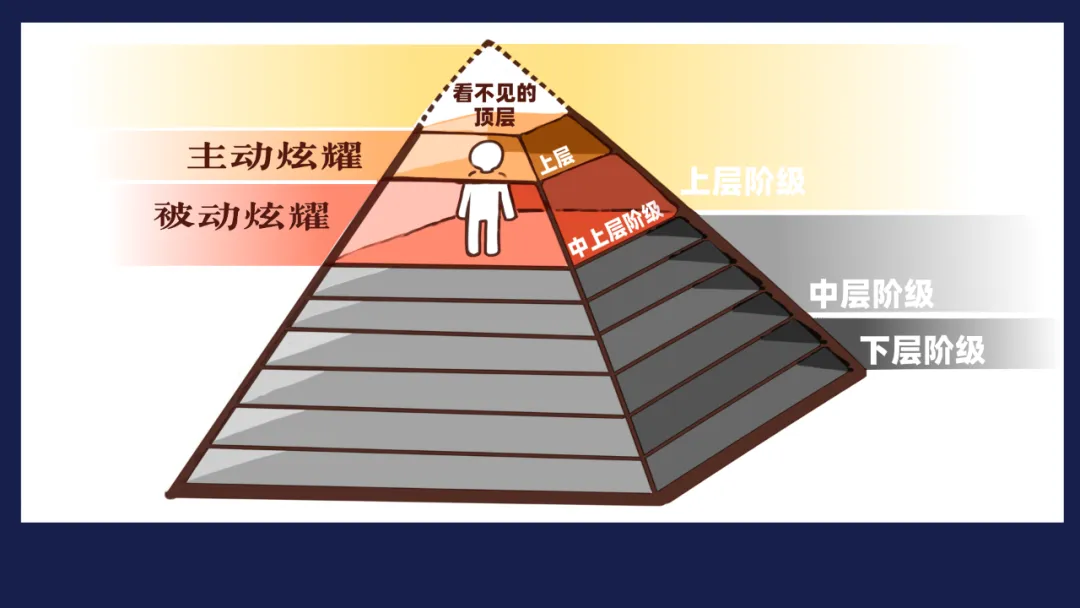 看不见的
顶层
主动炫耀
上层
上层阶级
被动炫耀
中上层阶级
中层阶级
下层阶级